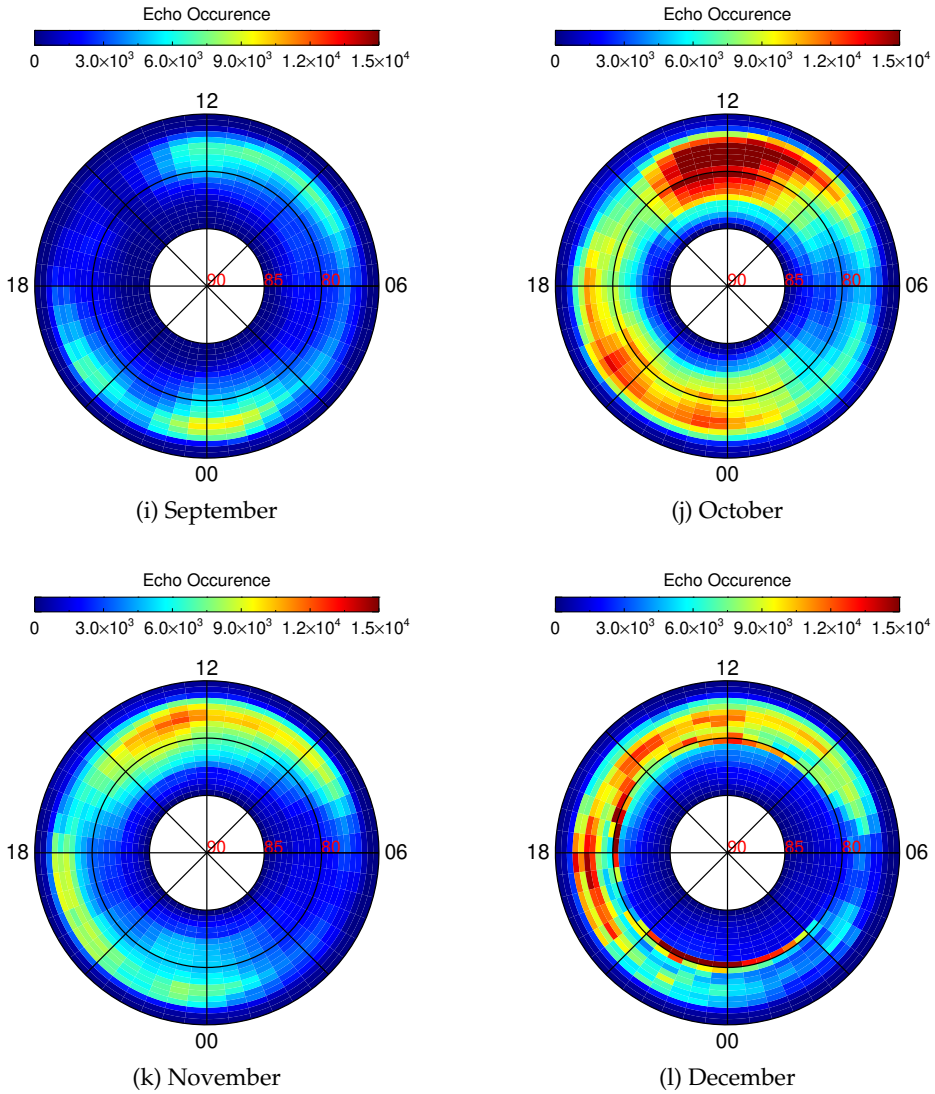 Echo Occurence Echo Occurence
0 3.0×10³ 6.0×10³ 9.0×10³ 1.2×10⁴ 1.5×10⁴ 0 3.0×10³ 6.0×10³ 9.0×10³ 1.2×10⁴ 1.5×10⁴
12 12
18 90 85 80 06 18 90 85 80 06
00 00
(i) September (j) October
Echo Occurence Echo Occurence
0 3.0×10³ 6.0×10³ 9.0×10³ 1.2×10⁴ 1.5×10⁴ 0 3.0×10³ 6.0×10³ 9.0×10³ 1.2×10⁴ 1.5×10⁴
12 12
18 90 85 80 06 18 90 85 80 06
00 00
(k) November (l) December